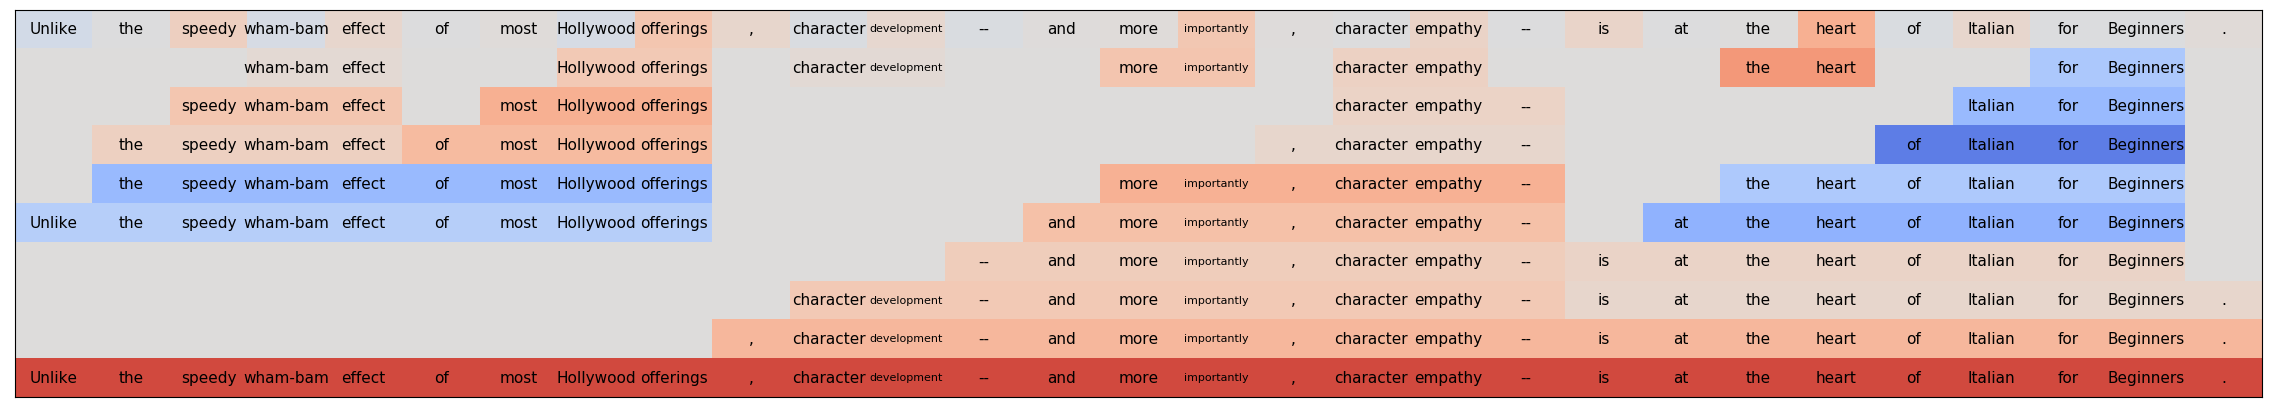 Unlike the speedy wham-bam effect of most Hollywood offerings , character development -- and more importantly , character empathy -- is at the heart of Italian for Beginners .
wham-bam effect Hollywood offerings character development more importantly character empathy the heart for Beginners
speedy wham-bam effect most Hollywood offerings character empathy -- Italian for Beginners
the speedy wham-bam effect of most Hollywood offerings , character empathy -- of Italian for Beginners
the speedy wham-bam effect of most Hollywood offerings more importantly , character empathy -- the heart of Italian for Beginners
Unlike the speedy wham-bam effect of most Hollywood offerings and more importantly , character empathy -- at the heart of Italian for Beginners
-- and more importantly , character empathy -- is at the heart of Italian for Beginners
character development -- and more importantly , character empathy -- is at the heart of Italian for Beginners .
, character development -- and more importantly , character empathy -- is at the heart of Italian for Beginners .
Unlike the speedy wham-bam effect of most Hollywood offerings , character development -- and more importantly , character empathy -- is at the heart of Italian for Beginners .